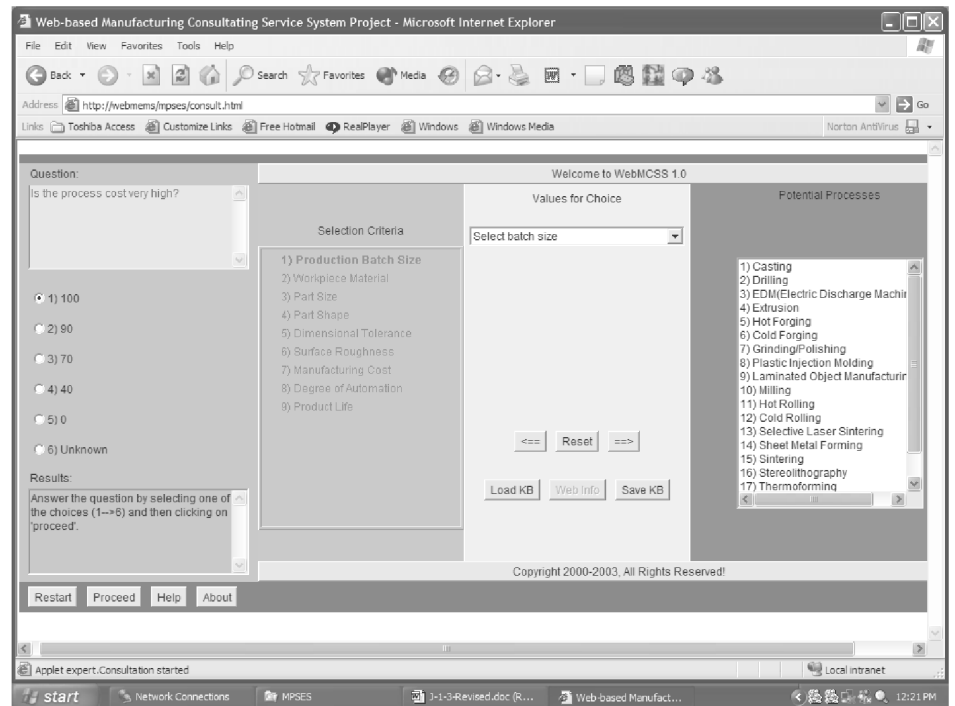 Web-based Manufacturing Consultating Service System Project - Microsoft Internet Explorer
File Edit View Favorites Tools Help
Back Search Favorites Media
Address http://webmems/mpses/consult.html Go
Links Toshiba Access Customize Links Free Hotmail RealPlayer Windows Windows Media Norton AntiVirus
Question:
Is the process cost very high?
1) 100
2) 90
3) 70
4) 40
5) 0
6) Unknown
Results:
Answer the question by selecting one of
the choices (1-->6) and then clicking on
'proceed'.
Restart Proceed Help About
Welcome to WebMCSS 1.0
Selection Criteria
1) Production Batch Size
2) Workpiece Material
3) Part Size
4) Part Shape
5) Dimensional Tolerance
6) Surface Roughness
7) Manufacturing Cost
8) Degree of Automation
9) Product Life
Values for Choice
Select batch size
<== Reset ==>
Load KB Web Info Save KB
Potential Processes
1) Casting
2) Drilling
3) EDM(Electric Discharge Machin
4) Extrusion
5) Hot Forging
6) Cold Forging
7) Grinding/Polishing
8) Plastic Injection Molding
9) Laminated Object Manufacturin
10) Milling
11) Hot Rolling
12) Cold Rolling
13) Selective Laser Sintering
14) Sheet Metal Forming
15) Sintering
16) Stereolithography
17) Thermoforming
Copyright 2000-2003, All Rights Reserved!
Applet expert.Consultation started Local intranet
start Network Connections MPSES J-1-3-Revised.doc (R... Web-based Manufact... 12:21 PM